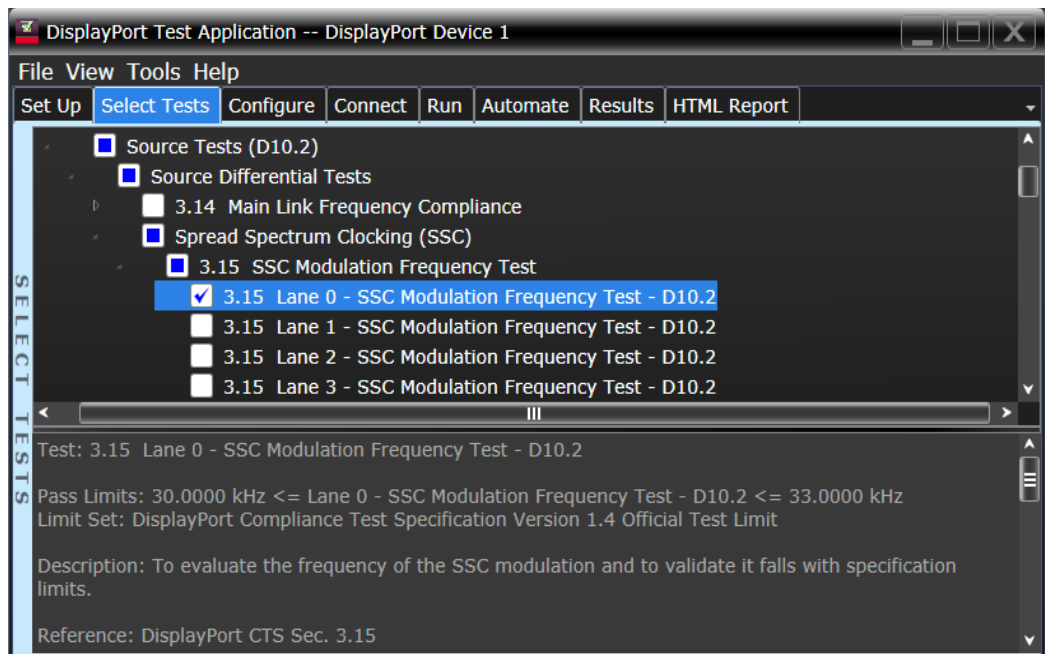 DisplayPort Test Application -- DisplayPort Device 1
File View Tools Help
Set Up Select Tests Configure Connect Run Automate Results HTML Report
Source Tests (D10.2)
Source Differential Tests
3.14 Main Link Frequency Compliance
Spread Spectrum Clocking (SSC)
3.15 SSC Modulation Frequency Test
3.15 Lane 0 - SSC Modulation Frequency Test - D10.2
3.15 Lane 1 - SSC Modulation Frequency Test - D10.2
3.15 Lane 2 - SSC Modulation Frequency Test - D10.2
3.15 Lane 3 - SSC Modulation Frequency Test - D10.2
SELECT TESTS
Test: 3.15 Lane 0 - SSC Modulation Frequency Test - D10.2
Pass Limits: 30.0000 kHz <= Lane 0 - SSC Modulation Frequency Test - D10.2 <= 33.0000 kHz
Limit Set: DisplayPort Compliance Test Specification Version 1.4 Official Test Limit
Description: To evaluate the frequency of the SSC modulation and to validate it falls with specification
limits.
Reference: DisplayPort CTS Sec. 3.15